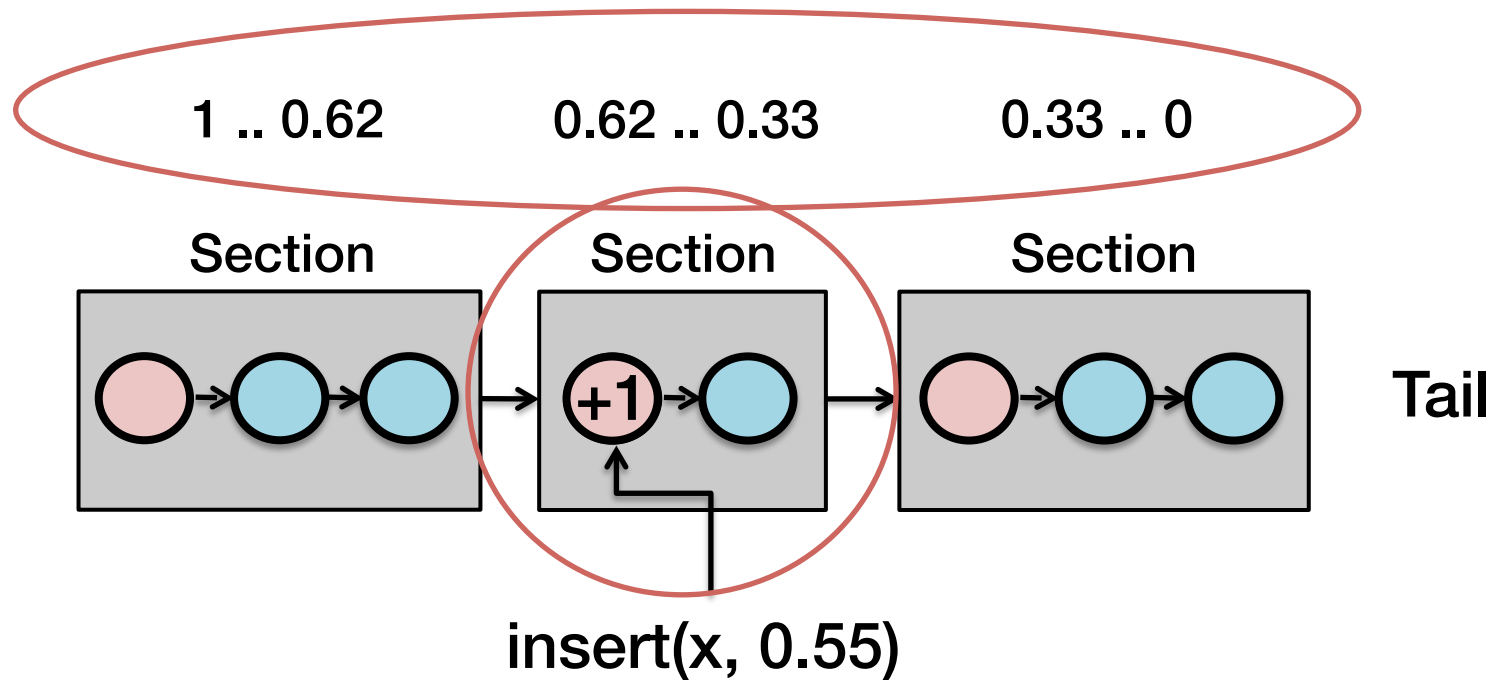 1 .. 0.62 0.62 .. 0.33 0.33 .. 0
Section Section Section
+1 Tail
insert(x, 0.55)